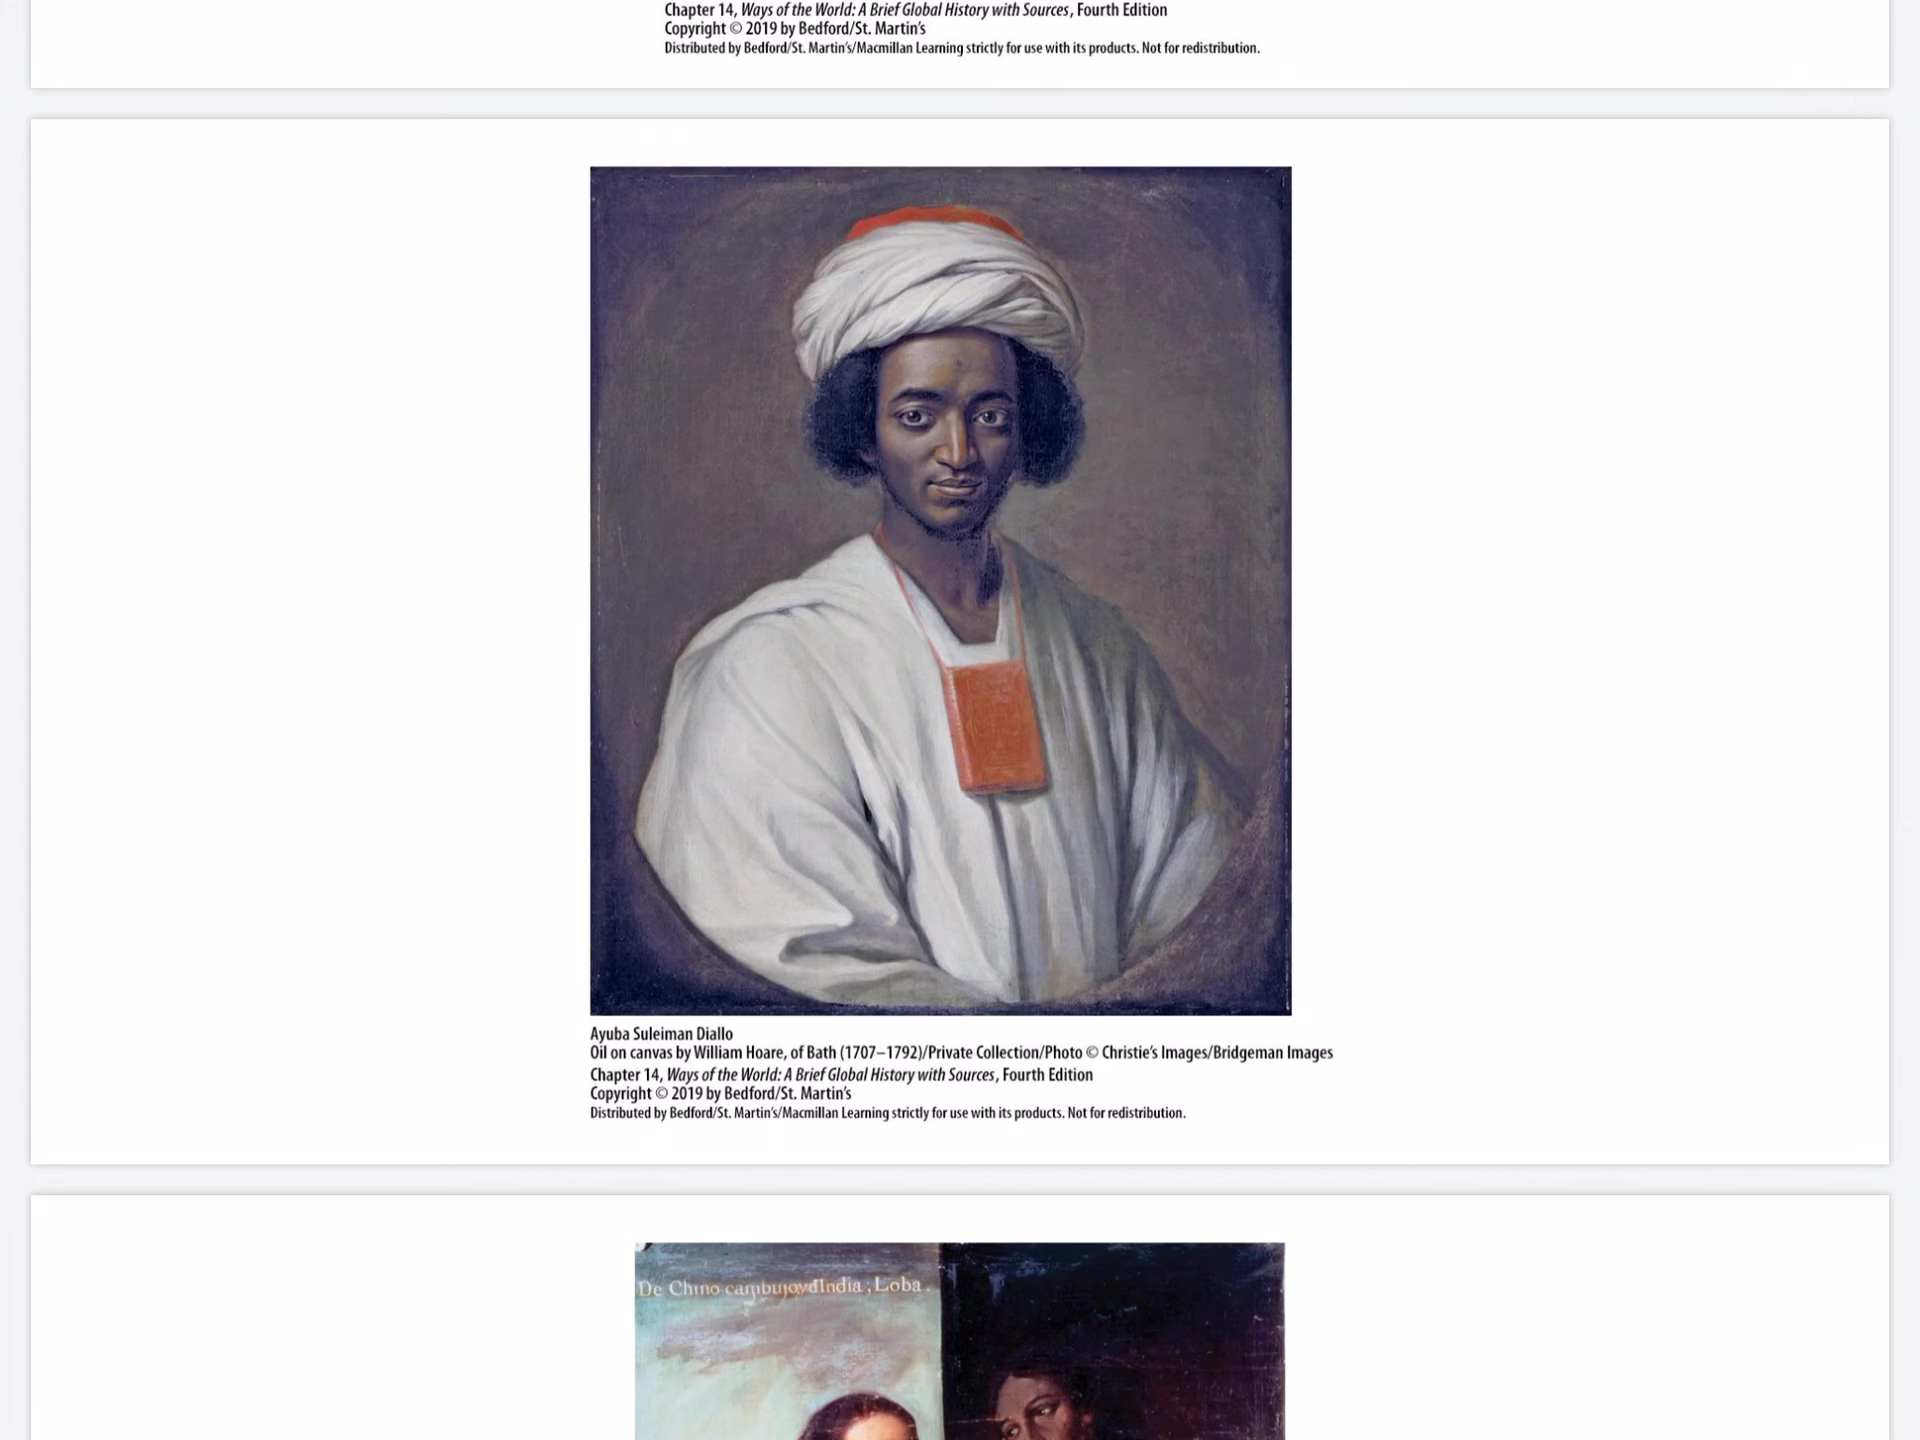 Chapter 14, Ways of the World: A Brief Global History with Sources, Fourth Edition
Copyright © 2019 by Bedford/St. Martin's
Distributed by Bedford/St. Martin's/Macmillan Learning strictly for use with its products. Not for redistribution.
Ayuba Suleiman Diallo
Oil on canvas by William Hoare, of Bath (1707–1792)/Private Collection/Photo © Christie's Images/Bridgeman Images
Chapter 14, Ways of the World: A Brief Global History with Sources, Fourth Edition
Copyright © 2019 by Bedford/St. Martin's
Distributed by Bedford/St. Martin's/Macmillan Learning strictly for use with its products. Not for redistribution.
De Chino cambujo y dIndia; Loba.